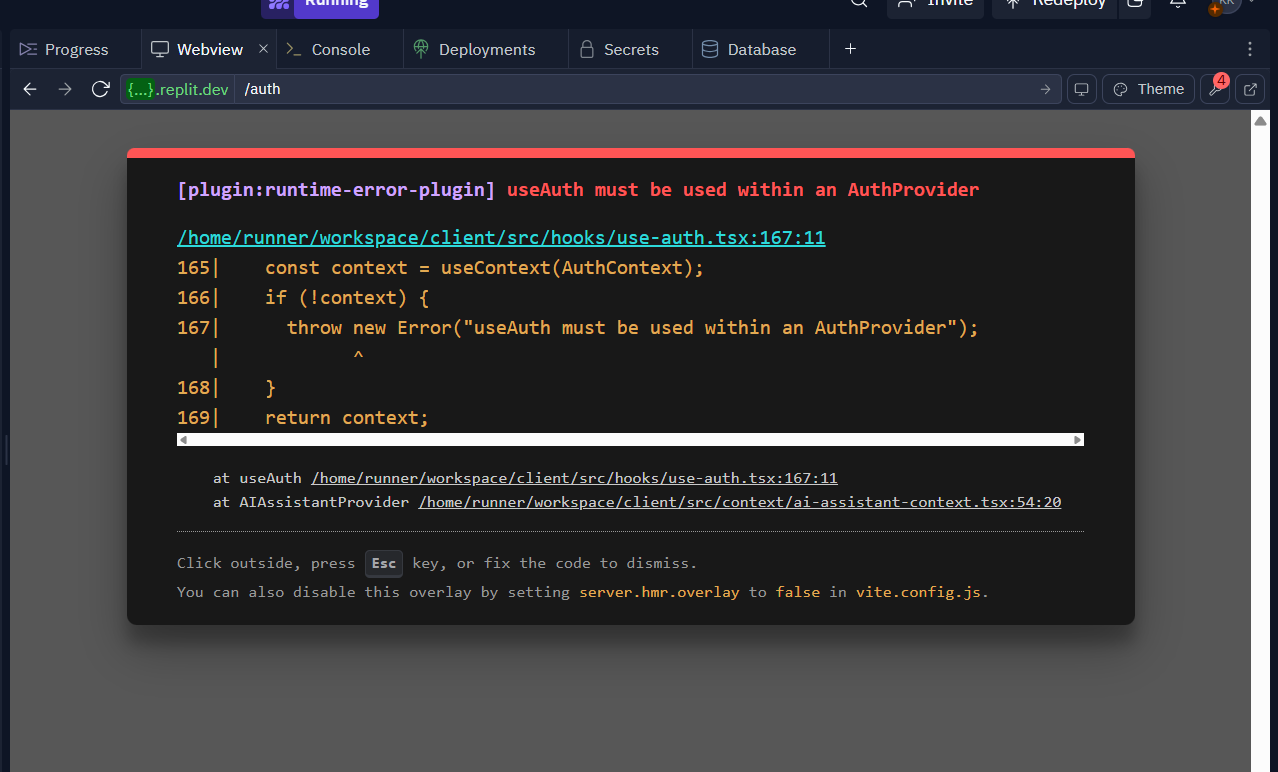 Running Invite Redeploy KK
Progress Webview × Console Deployments Secrets Database +
{...}.replit.dev /auth Theme 4
[plugin:runtime-error-plugin] useAuth must be used within an AuthProvider
/home/runner/workspace/client/src/hooks/use-auth.tsx:167:11
165|    const context = useContext(AuthContext);
166|    if (!context) {
167|      throw new Error("useAuth must be used within an AuthProvider");
   |            ^
168|    }
169|    return context;
at useAuth /home/runner/workspace/client/src/hooks/use-auth.tsx:167:11
at AIAssistantProvider /home/runner/workspace/client/src/context/ai-assistant-context.tsx:54:20
Click outside, press Esc key, or fix the code to dismiss.
You can also disable this overlay by setting server.hmr.overlay to false in vite.config.js.